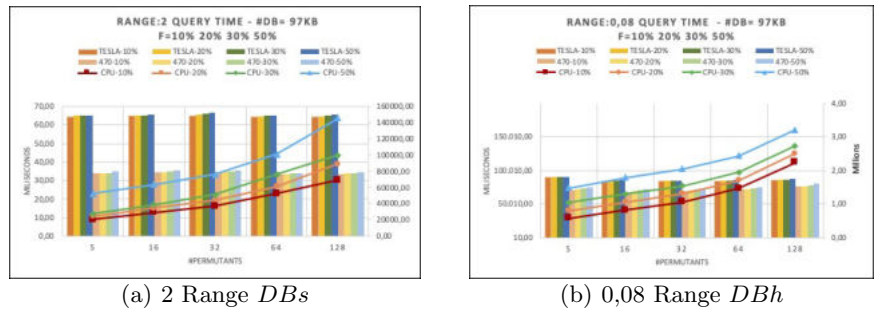 RANGE:2 QUERY TIME - #DB= 97KB
F=10% 20% 30% 50%
TESLA-10% TESLA-20% TESLA-30% TESLA-50%
470-10% 470-20% 470-30% 470-50%
CPU-10% CPU-20% CPU-30% CPU-50%
70,00
60,00
50,00
40,00
30,00
20,00
10,00
0,00
MILISECONDS
160000,00
140000,00
120000,00
100000,00
80000,00
60000,00
40000,00
20000,00
0,00
5 16 32 64 128
#PERMUTANTS
(a) 2 Range DBs
RANGE:0,08 QUERY TIME - #DB= 97KB
F=10% 20% 30% 50%
TESLA-10% TESLA-20% TESLA-30% TESLA-50%
470-10% 470-20% 470-30% 470-50%
CPU-10% CPU-20% CPU-30% CPU-50%
150.010,00
100.010,00
50.010,00
10,00
MILISECONDS
4,00
3,00
2,00
1,00
0,00
Millions
5 16 32 64 128
#PERMUTANTS
(b) 0,08 Range DBh